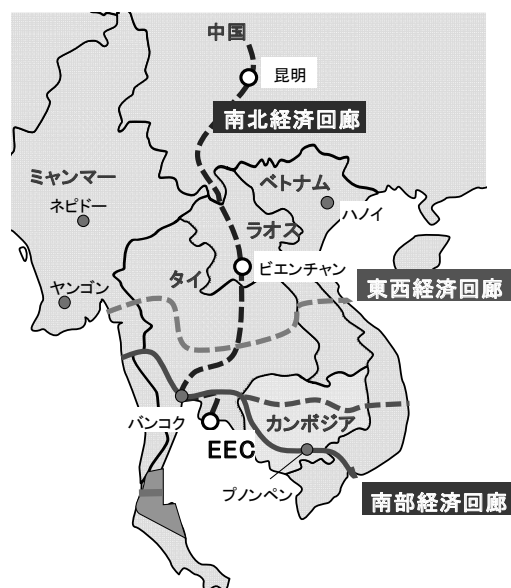 中国
昆明
南北経済回廊
ミャンマー
ベトナム
ネピドー
ハノイ
ラオス
ビエンチャン
タイ
ヤンゴン
東西経済回廊
バンコク
カンボジア
EEC
プノンペン
南部経済回廊